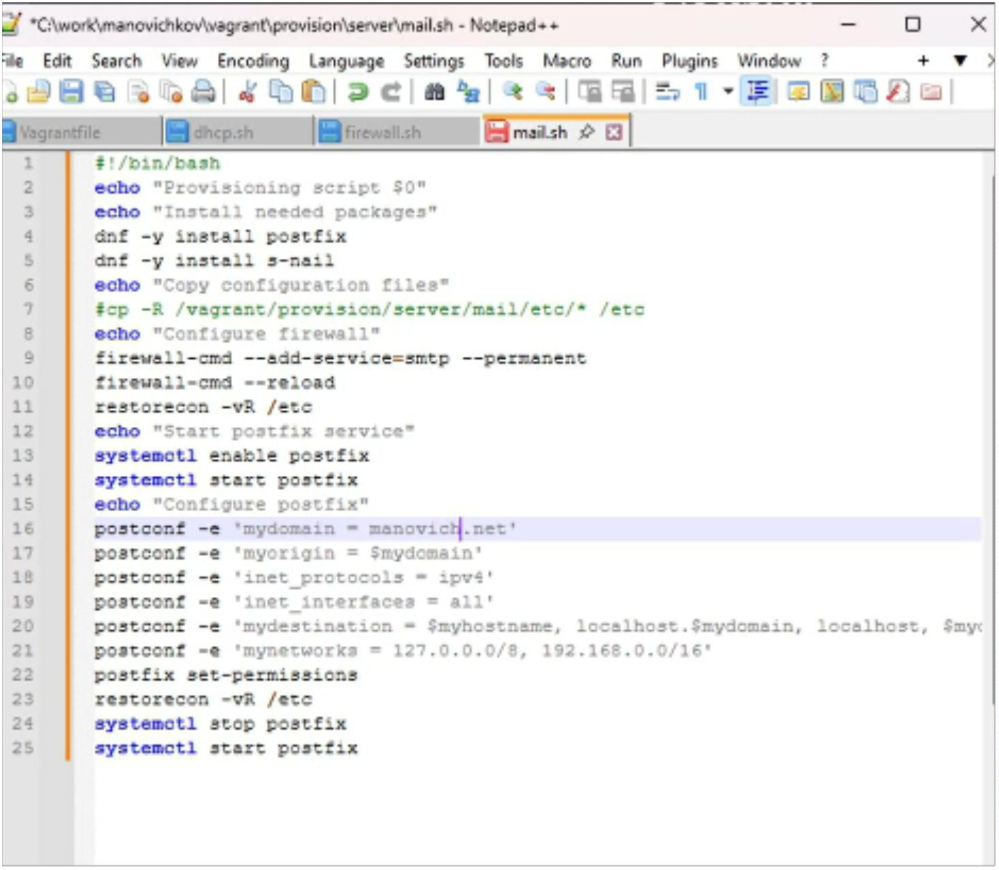 *C:\work\manovichkov\vagrant\provision\server\mail.sh - Notepad++
File Edit Search View Encoding Language Settings Tools Macro Run Plugins Window ?
Vagrantfile dhcp.sh firewall.sh mail.sh
1 #!/bin/bash
2 echo "Provisioning script $0"
3 echo "Install needed packages"
4 dnf -y install postfix
5 dnf -y install s-nail
6 echo "Copy configuration files"
7 #cp -R /vagrant/provision/server/mail/etc/* /etc
8 echo "Configure firewall"
9 firewall-cmd --add-service=smtp --permanent
10 firewall-cmd --reload
11 restorecon -vR /etc
12 echo "Start postfix service"
13 systemctl enable postfix
14 systemctl start postfix
15 echo "Configure postfix"
16 postconf -e 'mydomain = manovich.net'
17 postconf -e 'myorigin = $mydomain'
18 postconf -e 'inet_protocols = ipv4'
19 postconf -e 'inet_interfaces = all'
20 postconf -e 'mydestination = $myhostname, localhost.$mydomain, localhost, $my
21 postconf -e 'mynetworks = 127.0.0.0/8, 192.168.0.0/16'
22 postfix set-permissions
23 restorecon -vR /etc
24 systemctl stop postfix
25 systemctl start postfix